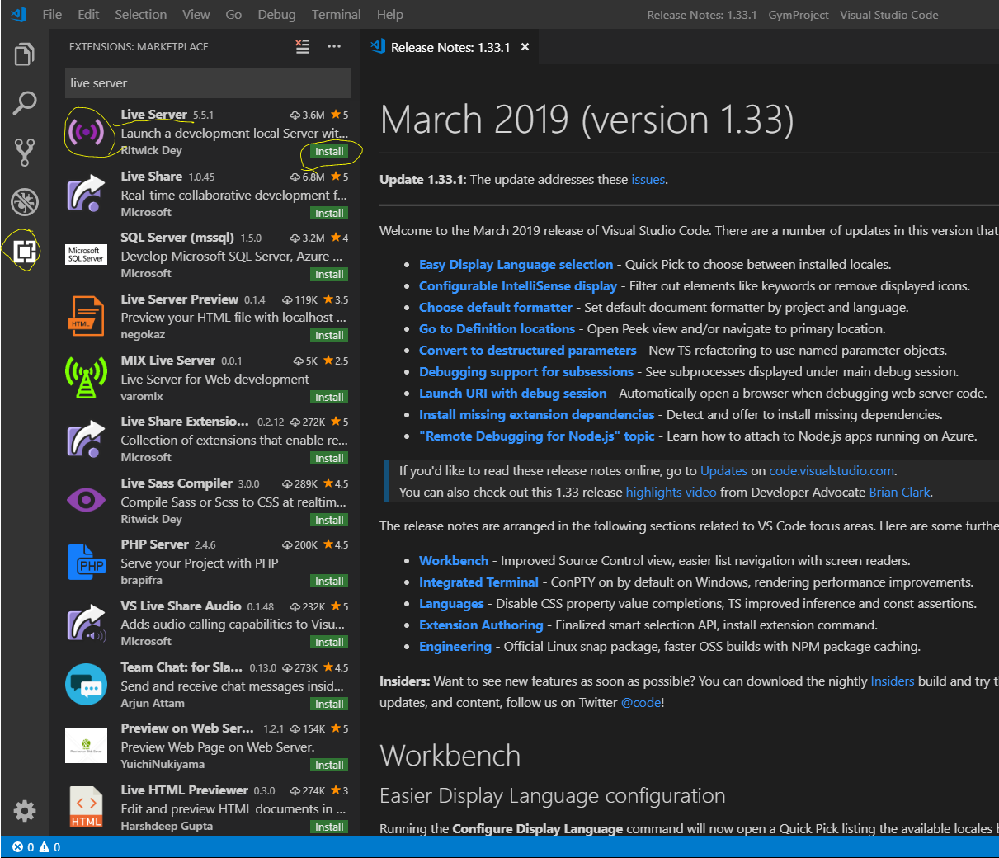 File Edit Selection View Go Debug Terminal Help
Release Notes: 1.33.1 - GymProject - Visual Studio Code
EXTENSIONS: MARKETPLACE
live server
Live Server 5.5.1 3.6M 5
Launch a development local Server wit...
Ritwick Dey Install
Live Share 1.0.45 6.8M 5
Real-time collaborative development f...
Microsoft Install
Microsoft
SQL Server
SQL Server (mssql) 1.5.0 3.2M 4
Develop Microsoft SQL Server, Azure ...
Microsoft Install
HTML
Live Server Preview 0.1.4 119K 3.5
Preview your HTML file with localhost ...
negokaz Install
MIX Live Server 0.0.1 5K 2.5
Live Server for Web development
varomix Install
Live Share Extensio... 0.2.12 272K 5
Collection of extensions that enable re...
Microsoft Install
Live Sass Compiler 3.0.0 289K 4.5
Compile Sass or Scss to CSS at realtim...
Ritwick Dey Install
PHP
PHP Server 2.4.6 200K 4.5
Serve your Project with PHP
brapifra Install
VS Live Share Audio 0.1.48 232K 5
Adds audio calling capabilities to Visu...
Microsoft Install
Team Chat: for Sla... 0.13.0 273K 4.5
Send and receive chat messages insid...
Arjun Attam Install
Preview on Web Server
Preview on Web Ser... 1.2.1 154K 5
Preview Web Page on Web Server.
YuichiNukiyama Install
HTML
Live HTML Previewer 0.3.0 274K 3
Edit and preview HTML documents in ...
Harshdeep Gupta Install
Release Notes: 1.33.1
March 2019 (version 1.33)
Update 1.33.1: The update addresses these issues.
Welcome to the March 2019 release of Visual Studio Code. There are a number of updates in this version that
Easy Display Language selection - Quick Pick to choose between installed locales.
Configurable IntelliSense display - Filter out elements like keywords or remove displayed icons.
Choose default formatter - Set default document formatter by project and language.
Go to Definition locations - Open Peek view and/or navigate to primary location.
Convert to destructured parameters - New TS refactoring to use named parameter objects.
Debugging support for subsessions - See subprocesses displayed under main debug session.
Launch URI with debug session - Automatically open a browser when debugging web server code.
Install missing extension dependencies - Detect and offer to install missing dependencies.
"Remote Debugging for Node.js" topic - Learn how to attach to Node.js apps running on Azure.
If you'd like to read these release notes online, go to Updates on code.visualstudio.com.
You can also check out this 1.33 release highlights video from Developer Advocate Brian Clark.
The release notes are arranged in the following sections related to VS Code focus areas. Here are some furthe
Workbench - Improved Source Control view, easier list navigation with screen readers.
Integrated Terminal - ConPTY on by default on Windows, rendering performance improvements.
Languages - Disable CSS property value completions, TS improved inference and const assertions.
Extension Authoring - Finalized smart selection API, install extension command.
Engineering - Official Linux snap package, faster OSS builds with NPM package caching.
Insiders: Want to see new features as soon as possible? You can download the nightly Insiders build and try t
updates, and content, follow us on Twitter @code!
Workbench
Easier Display Language configuration
Running the Configure Display Language command will now open a Quick Pick listing the available locales b
0 0